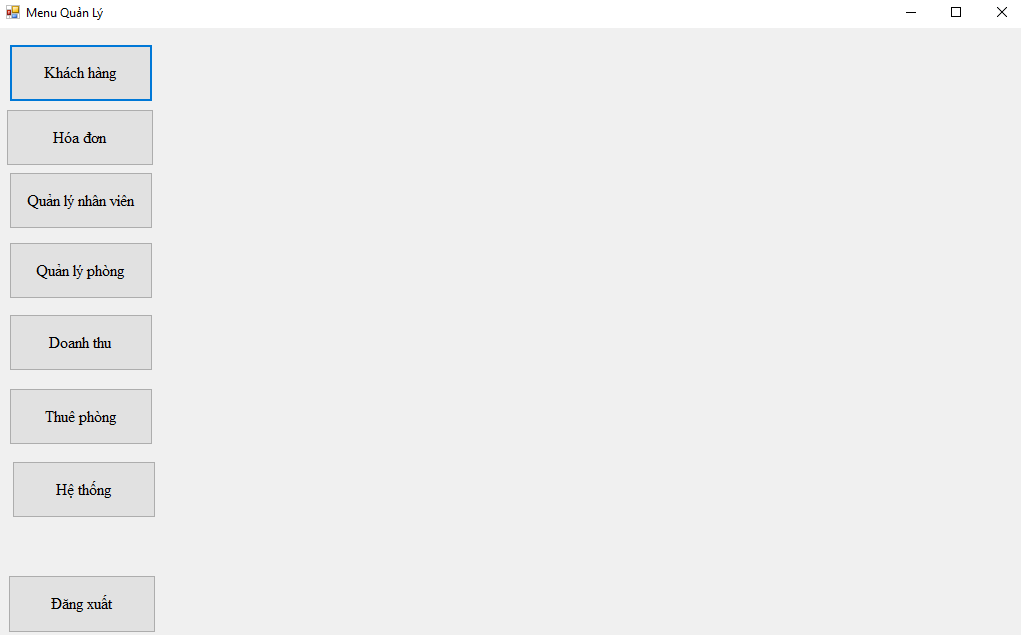 Menu Quản Lý
Khách hàng
Hóa đơn
Quản lý nhân viên
Quản lý phòng
Doanh thu
Thuê phòng
Hệ thống
Đăng xuất